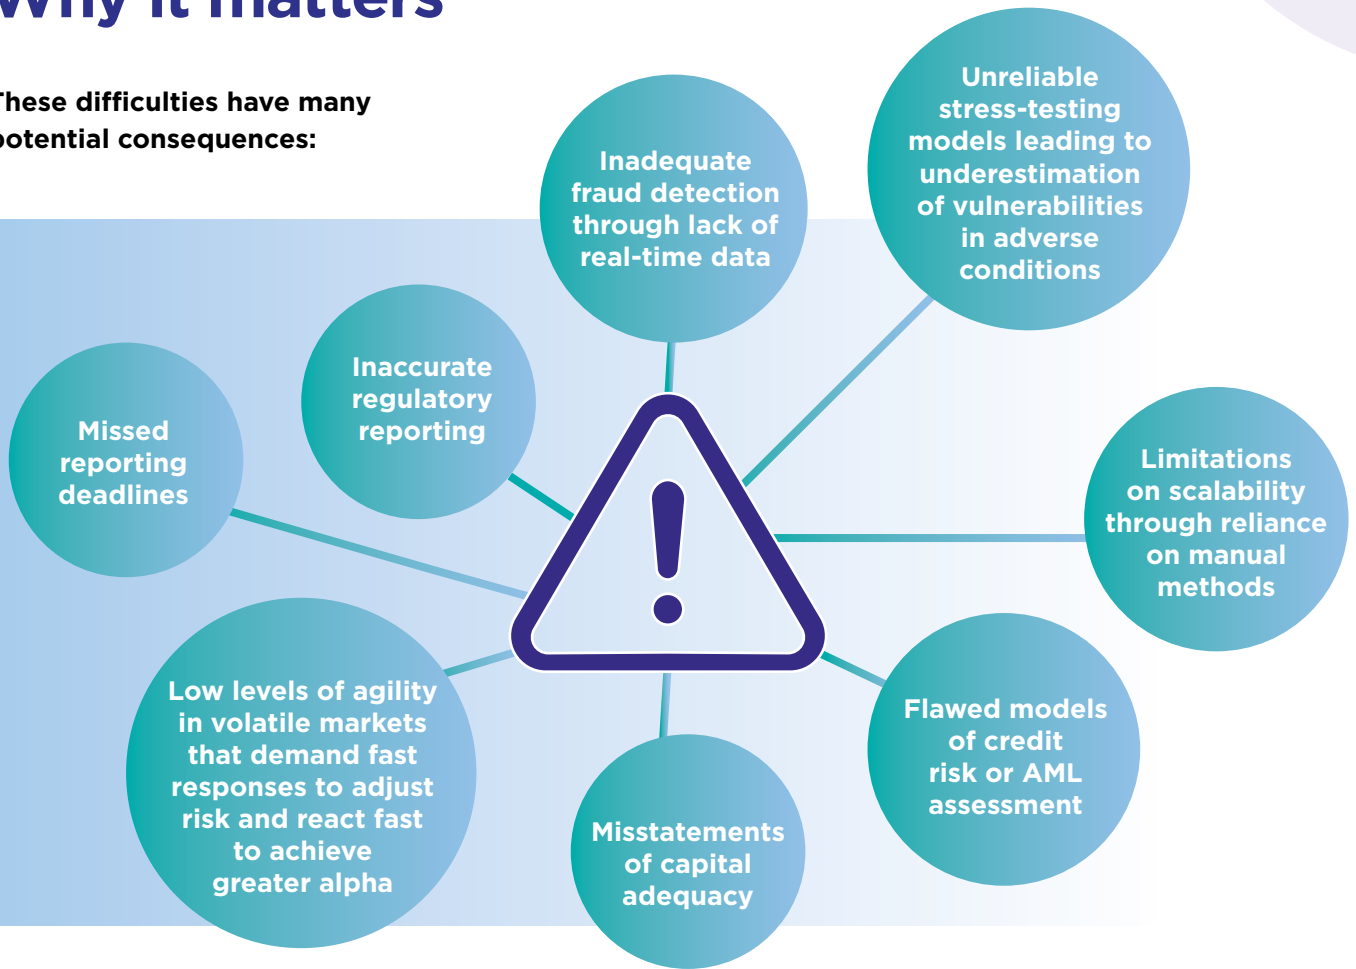 Why it matters
These difficulties have many
potential consequences:
Inadequate
fraud detection
through lack of
real-time data
Unreliable
stress-testing
models leading to
underestimation
of vulnerabilities
in adverse
conditions
Inaccurate
regulatory
reporting
Missed
reporting
deadlines
Limitations
on scalability
through reliance
on manual
methods
Low levels of agility
in volatile markets
that demand fast
responses to adjust
risk and react fast
to achieve
greater alpha
Misstatements
of capital
adequacy
Flawed models
of credit
risk or AML
assessment